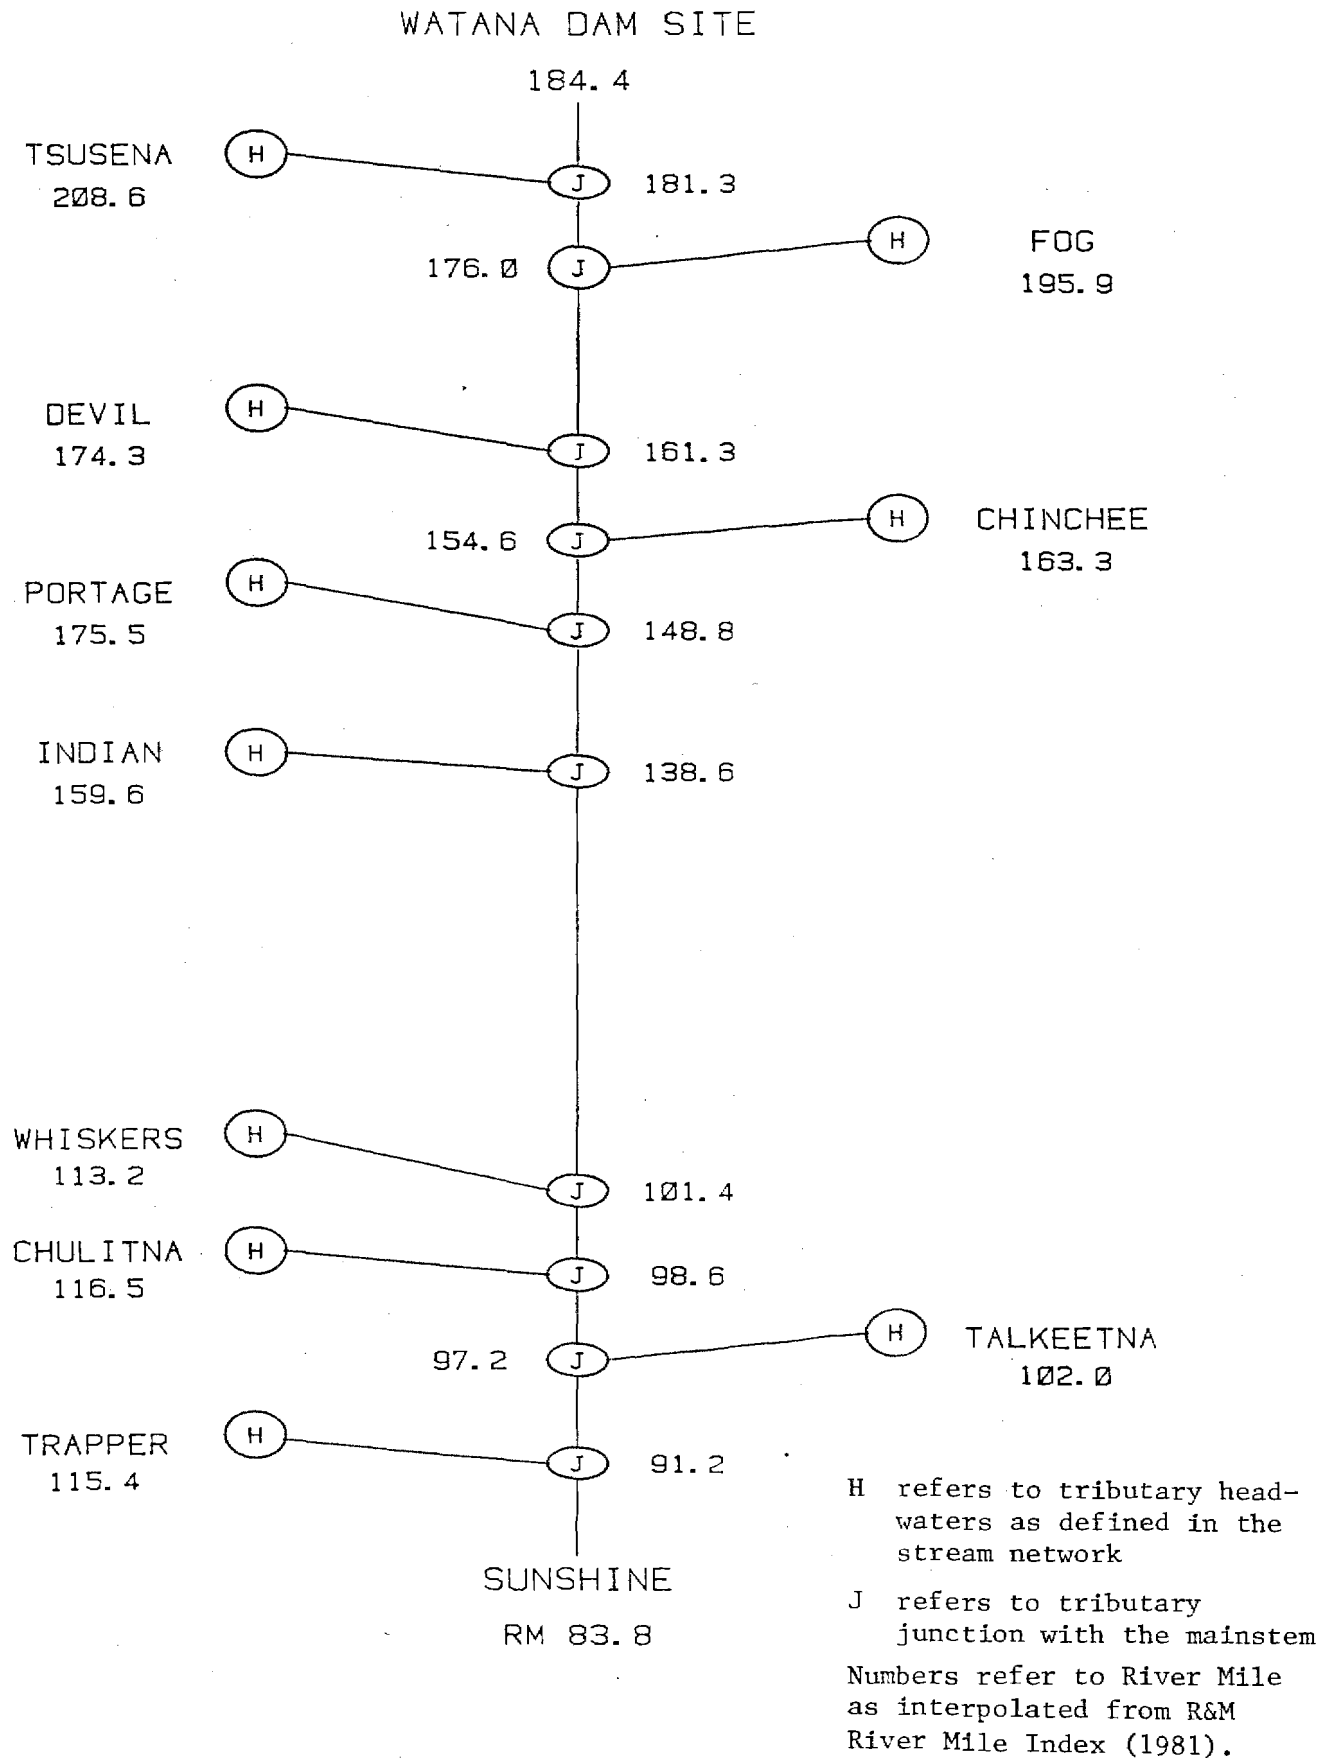 WATANA DAM SITE
184.4
TSUSENA
208.6
H
J
181.3
176.0
J
H
FOG
195.9
DEVIL
174.3
H
J
161.3
154.6
J
H
CHINCHEE
163.3
PORTAGE
175.5
H
J
148.8
INDIAN
159.6
H
J
138.6
WHISKERS
113.2
H
J
101.4
CHULITNA
116.5
H
J
98.6
97.2
J
H
TALKEETNA
102.0
TRAPPER
115.4
H
J
91.2
SUNSHINE
RM 83.8
H refers to tributary head-
waters as defined in the
stream network
J refers to tributary
junction with the mainstem
Numbers refer to River Mile
as interpolated from R&M
River Mile Index (1981).